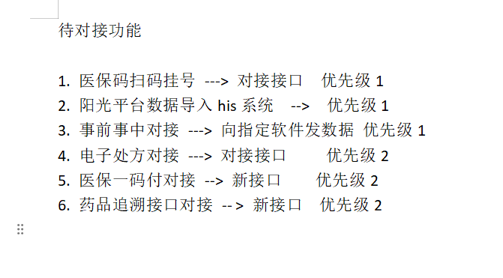 待对接功能
1. 医保码扫码挂号 ---> 对接接口 优先级 1
2. 阳光平台数据导入 his 系统 --> 优先级 1
3. 事前事中对接 ---> 向指定软件发数据 优先级 1
4. 电子处方对接 ---> 对接接口 优先级 2
5. 医保一码付对接 --> 新接口 优先级 2
6. 药品追溯接口对接 -- > 新接口 优先级 2